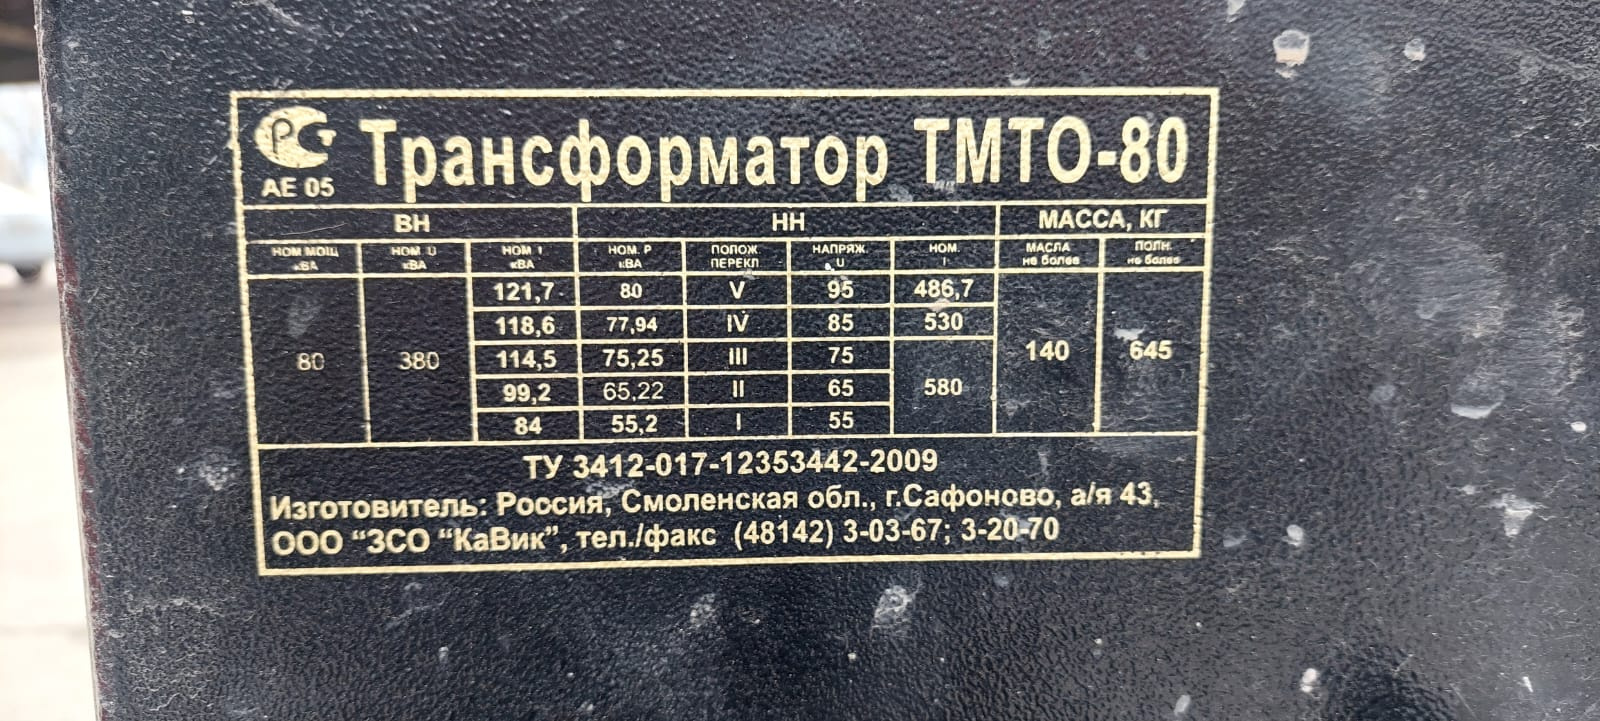 РСТ
АЕ 05
Трансформатор ТМТО-80
ВН НН МАССА, КГ
НОМ МОЩ кВА НОМ. U кВА НОМ I кВА НОМ. Р кВА ПОЛОЖ. ПЕРЕКЛ НАПРЯЖ. U НОМ. I МАСЛА не более ПОЛН. не более
121,7 80 V 95 486,7
118,6 77,94 IV 85 530
80 380 114,5 75,25 III 75 140 645
99,2 65,22 II 65 580
84 55,2 I 55
ТУ 3412-017-12353442-2009
Изготовитель: Россия, Смоленская обл., г.Сафоново, а/я 43,
ООО “ЗСО “КаВик”, тел./факс (48142) 3-03-67; 3-20-70